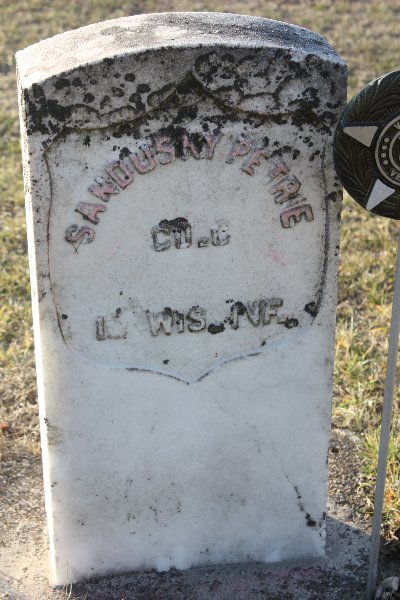 SANDUSKY PETRIE
CO. C
WIS. INF.